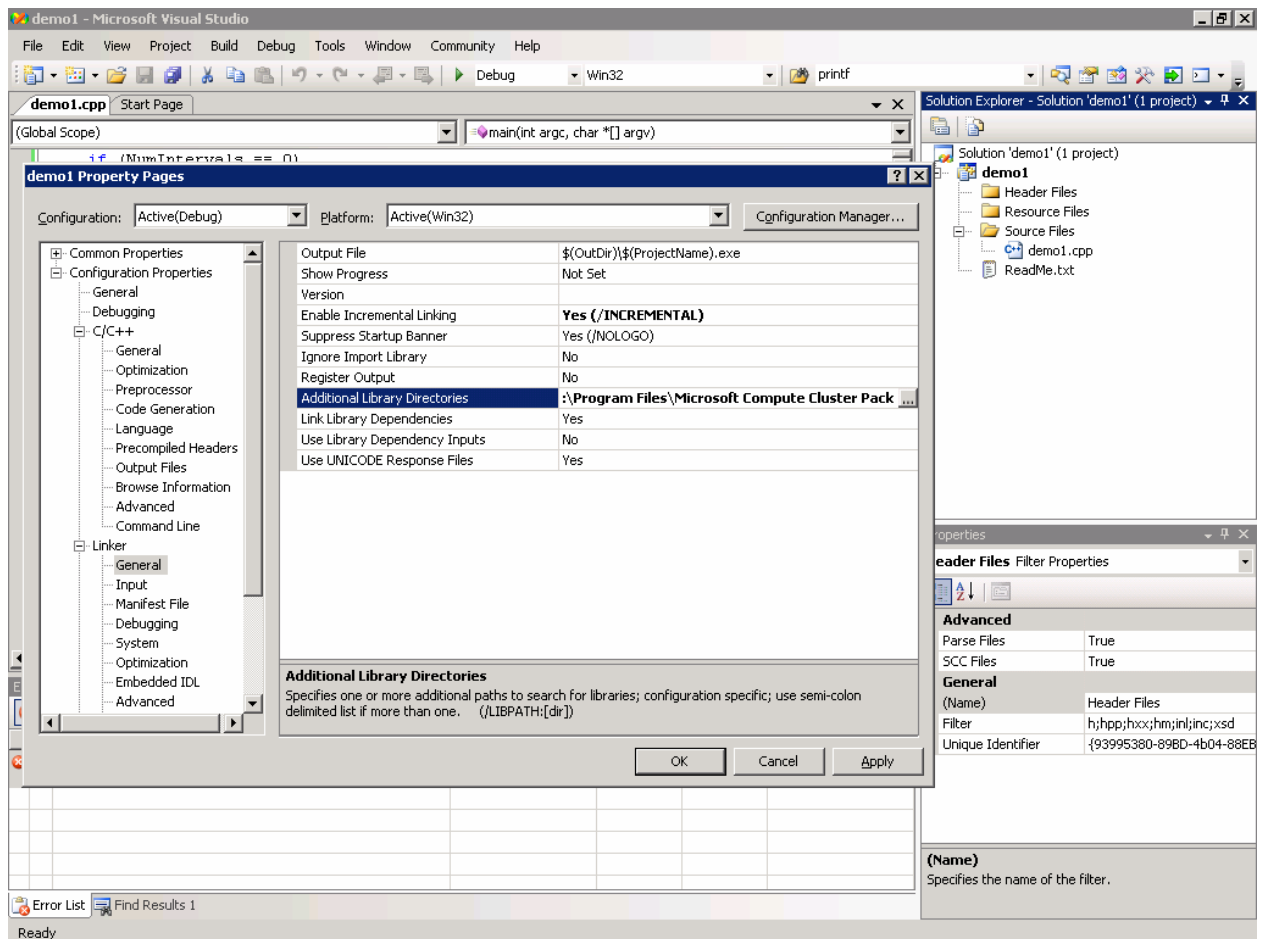 demo1 - Microsoft Visual Studio
File Edit View Project Build Debug Tools Window Community Help
Debug Win32 printf
demo1.cpp Start Page
(Global Scope) main(int argc, char *[] argv)
if (NumIntervals == 0)
demo1 Property Pages
Configuration: Active(Debug) Platform: Active(Win32) Configuration Manager...
Common Properties
Configuration Properties
General
Debugging
C/C++
General
Optimization
Preprocessor
Code Generation
Language
Precompiled Headers
Output Files
Browse Information
Advanced
Command Line
Linker
General
Input
Manifest File
Debugging
System
Optimization
Embedded IDL
Advanced
Output File $(OutDir)\$(ProjectName).exe
Show Progress Not Set
Version
Enable Incremental Linking Yes (/INCREMENTAL)
Suppress Startup Banner Yes (/NOLOGO)
Ignore Import Library No
Register Output No
Additional Library Directories :\Program Files\Microsoft Compute Cluster Pack ...
Link Library Dependencies Yes
Use Library Dependency Inputs No
Use UNICODE Response Files Yes
Additional Library Directories
Specifies one or more additional paths to search for libraries; configuration specific; use semi-colon
delimited list if more than one. (/LIBPATH:[dir])
OK Cancel Apply
Solution Explorer - Solution 'demo1' (1 project)
Solution 'demo1' (1 project)
demo1
Header Files
Resource Files
Source Files
demo1.cpp
ReadMe.txt
roperties
eader Files Filter Properties
Advanced
Parse Files True
SCC Files True
General
(Name) Header Files
Filter h;hpp;hxx;hm;inl;inc;xsd
Unique Identifier {93995380-89BD-4b04-88EB
(Name)
Specifies the name of the filter.
Error List Find Results 1
Ready